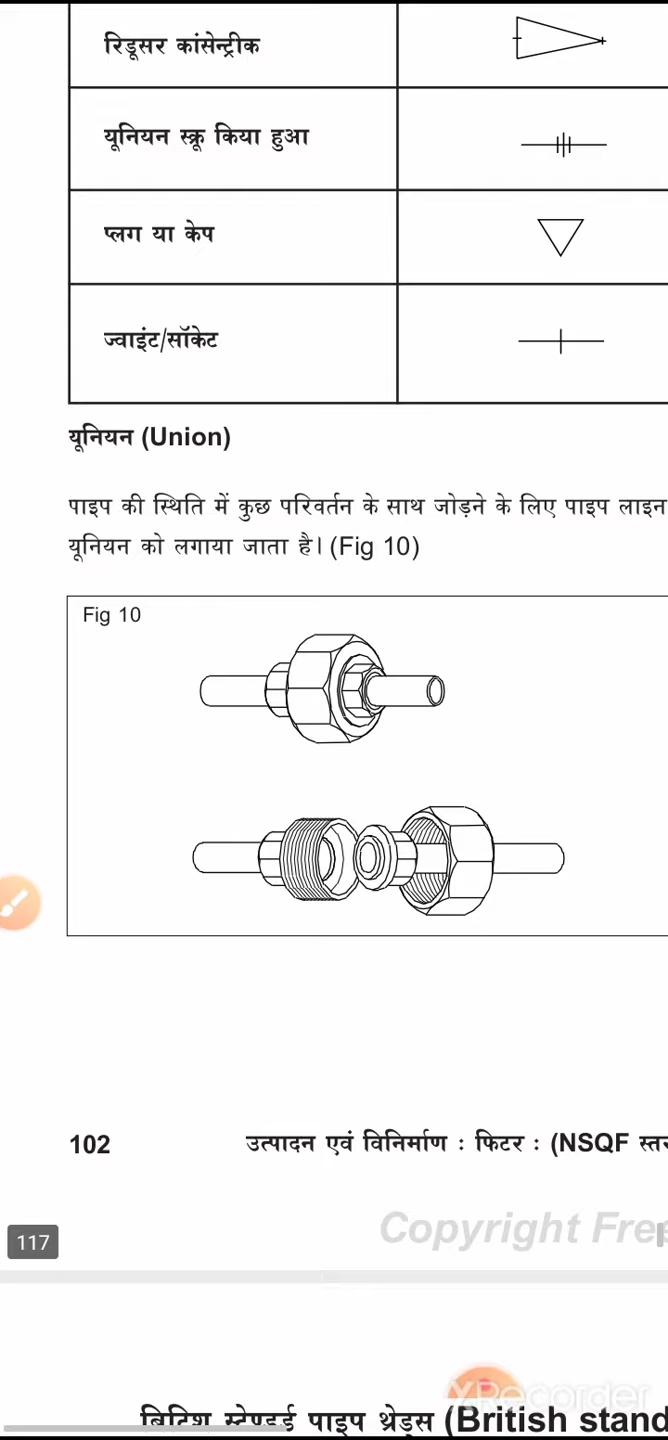 रिडूसर कांसेन्ट्रीक
यूनियन स्क्रू किया हुआ
प्लग या केप
ज्वाइंट/सॉकेट
यूनियन (Union)
पाइप की स्थिति में कुछ परिवर्तन के साथ जोड़ने के लिए पाइप लाइन
यूनियन को लगाया जाता है। (Fig 10)
Fig 10
102 उत्पादन एवं विनिर्माण : फिटर : (NSQF
Copyright
117
XRecorder
ब्रिटिश स्टेण्डर्ड पाइप थ्रेड्स (British